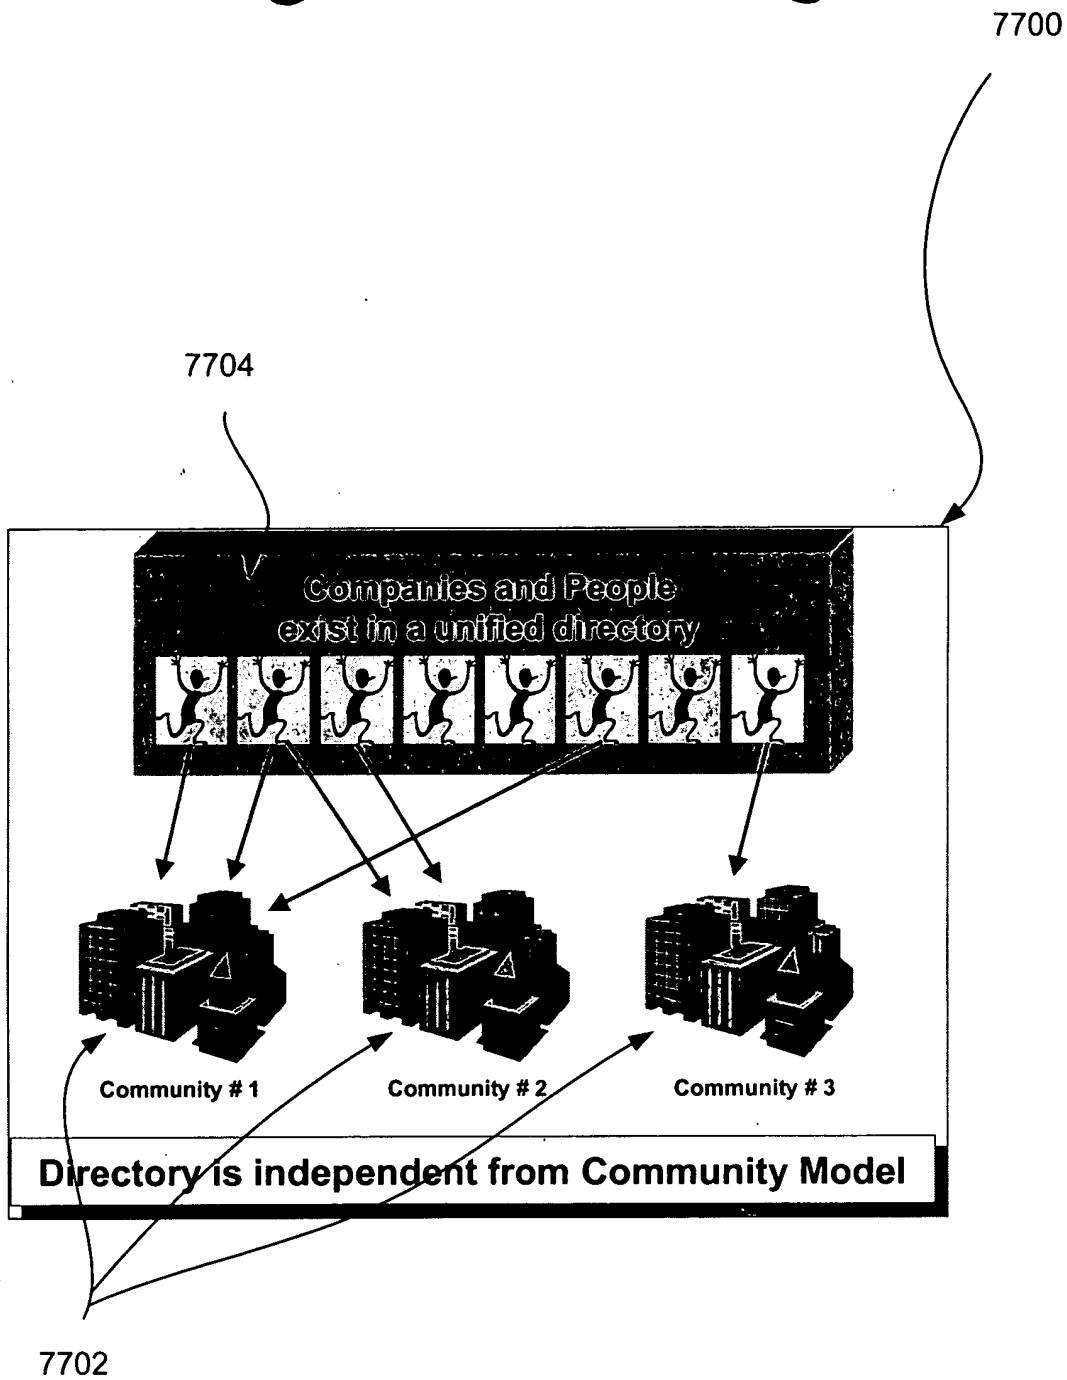 7700
7704
Companies and People
exist in a unified directory
Community # 1
Community # 2
Community # 3
Directory is independent from Community Model
7702